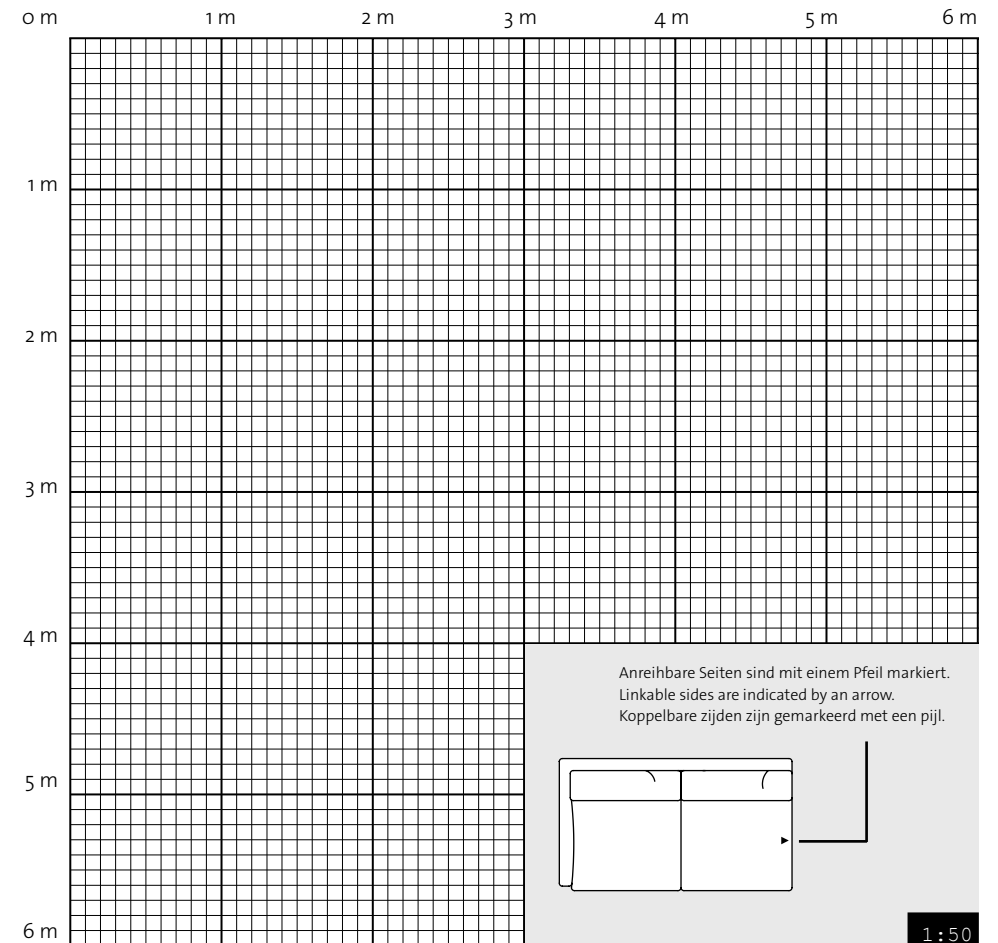 0 m 1 m 2 m 3 m 4 m 5 m 6 m
1 m
2 m
3 m
4 m
Anreihbare Seiten sind mit einem Pfeil markiert.
Linkable sides are indicated by an arrow.
Koppelbare zijden zijn gemarkeerd met een pijl.
5 m
6 m
1:50